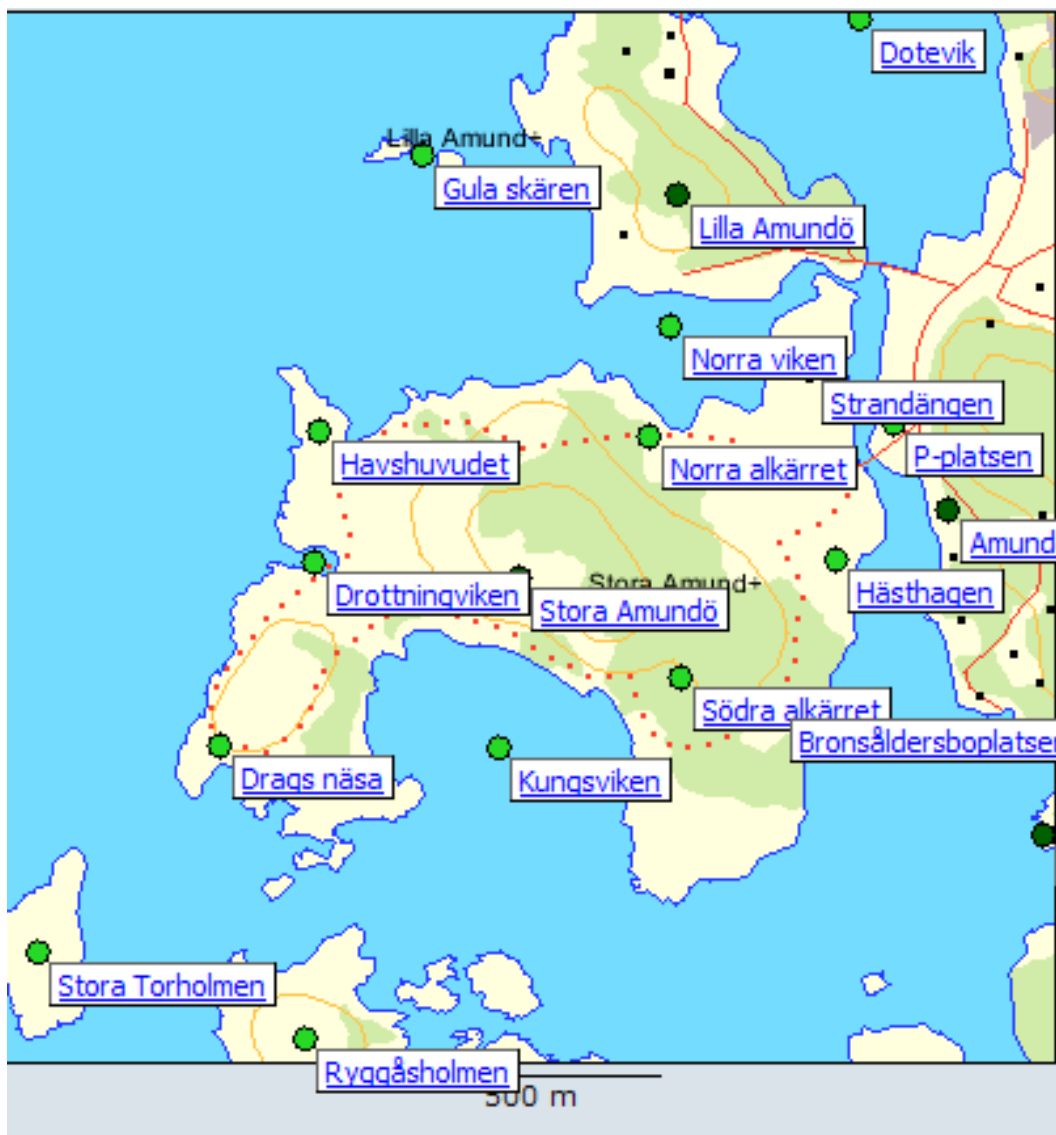 Dotevik
Lilla Amund+
Gula skären
Lilla Amundö
Norra viken
Strandängen
P-platsen
Havshuvudet
Norra alkärret
Amund
Stora Amund+
Drottningviken
Stora Amundö
Hästhagen
Södra alkärret
Bronsåldersboplatsen
Drags näsa
Kungsviken
Stora Torholmen
Ryggåsholmen
500 m